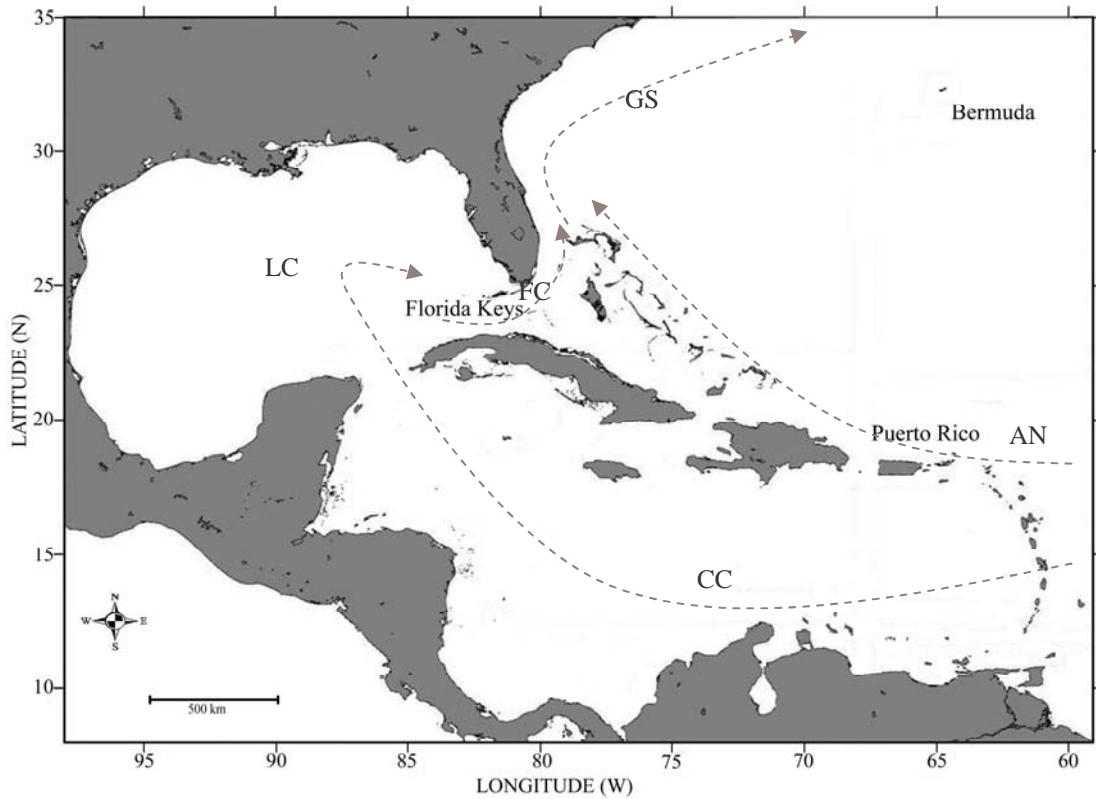 35
30
25
20
15
10
LATITUDE (N)
GS
Bermuda
LC
FC
Florida Keys
Puerto Rico
AN
CC
N
W
E
S
500 km
95
90
85
80
75
70
65
60
LONGITUDE (W)